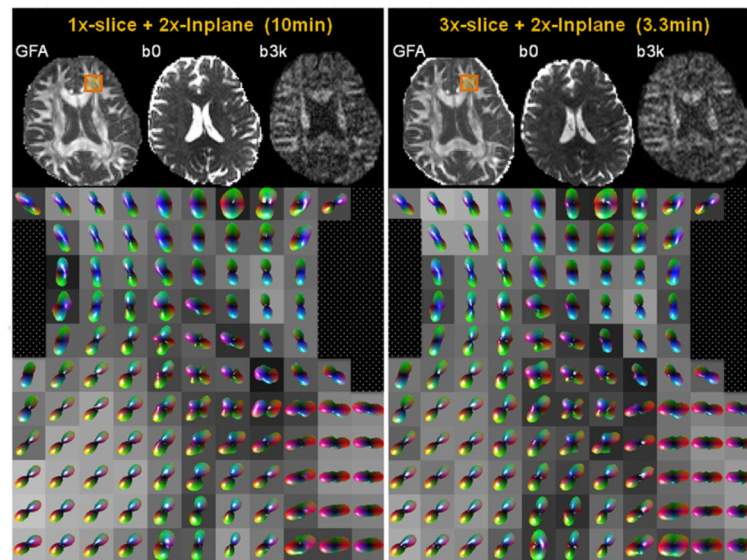 1x-slice + 2x-Inplane (10min)
GFA b0 b3k
3x-slice + 2x-Inplane (3.3min)
GFA b0 b3k